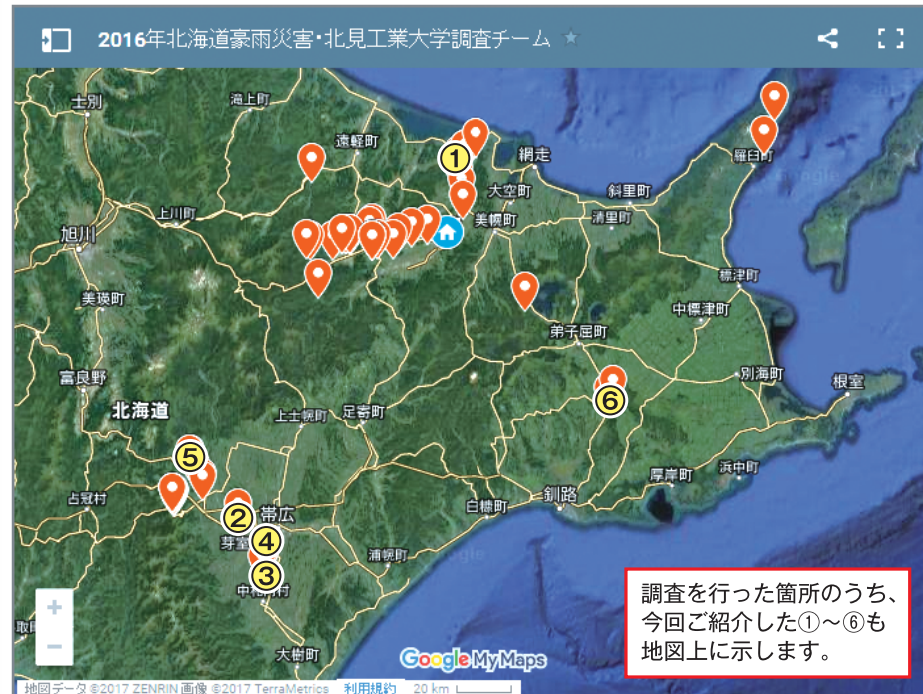 2016年北海道豪雨災害・北見工業大学調査チーム
士別
滝上町
遠軽町
①
網走
羅臼町
大空町
斜里町
上川町
美幌町
清里町
旭川
標津町
美瑛町
中標津町
弟子屈町
富良野
別海町
根室
⑥
北海道
上士幌町
足寄町
⑤
浜中町
厚岸町
占冠村
釧路
白糠町
②
帯広
④
芽室
浦幌町
③
大樹町
調査を行った箇所のうち、
今回ご紹介した①～⑥も
地図上に示します。
Google My Maps
地図データ ©2017 ZENRIN 画像 ©2017 TerraMetrics 利用規約 20 km